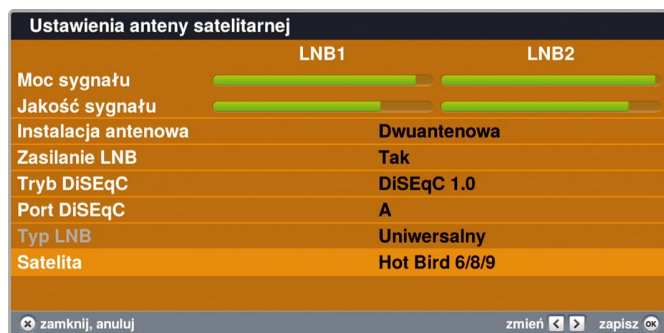 Ustawienia anteny satelitarnej
LNB1 LNB2
Moc sygnału
Jakość sygnału
Instalacja antenowa Dwuantenowa
Zasilanie LNB Tak
Tryb DiSEqC DiSEqC 1.0
Port DiSEqC A
Typ LNB Uniwersalny
Satelita Hot Bird 6/8/9
zamknij, anuluj zmień < > zapisz OK